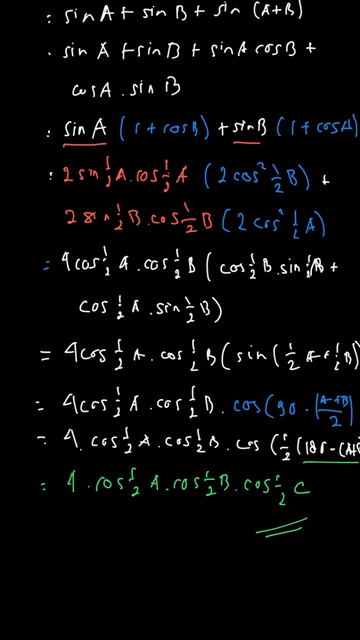 = sin A + sin B + sin (A+B)
= sin A + sin B + sin A cos B +
cos A . sin B
= sin A (1 + cos B) + sin B (1 + cos A)
= 2 sin ½ A . cos ½ A (2 cos² ½ B) +
2 sin ½ B . cos ½ B (2 cos² ½ A)
= 4 cos ½ A . cos ½ B (cos ½ B . sin ½ A +
cos ½ A . sin ½ B)
= 4 cos ½ A . cos ½ B (sin (½ A + ½ B)
= 4 cos ½ A . cos ½ B . cos (90 - (A+B)/2)
= 4 . cos ½ A . cos ½ B . cos (½ (180 - (A+B
= 4 . cos ½ A . cos ½ B . cos ½ C